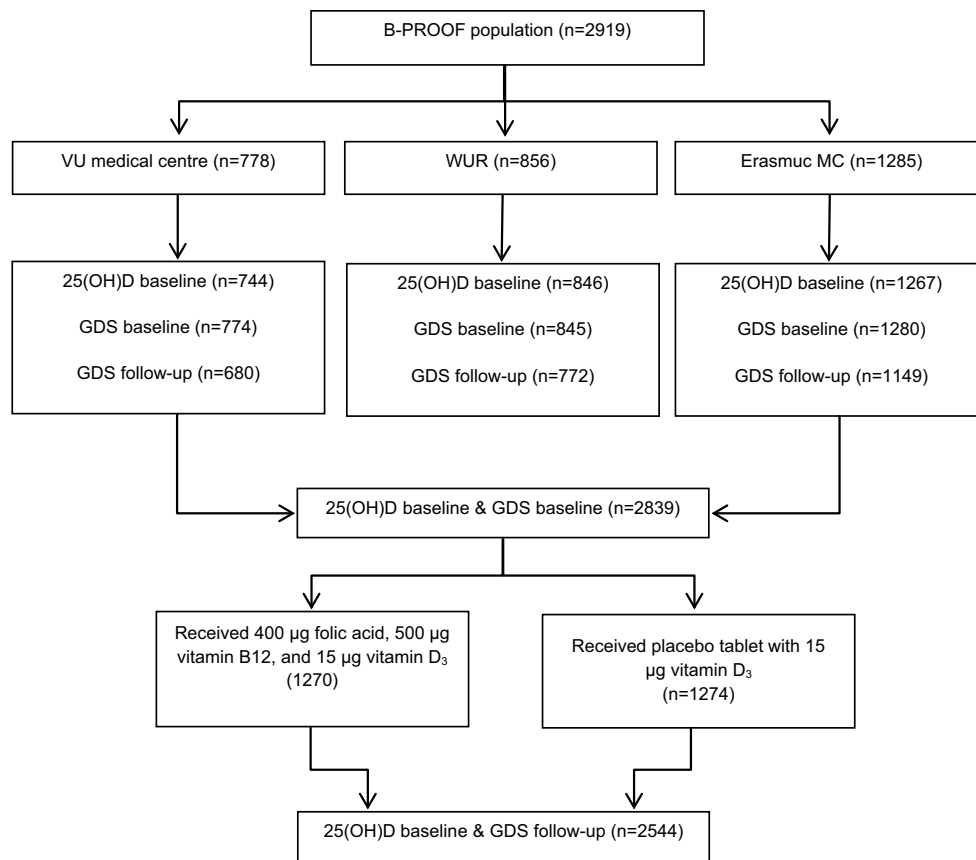 B-PROOF population (n=2919)
VU medical centre (n=778)
WUR (n=856)
Erasmuc MC (n=1285)
25(OH)D baseline (n=744)
GDS baseline (n=774)
GDS follow-up (n=680)
25(OH)D baseline (n=846)
GDS baseline (n=845)
GDS follow-up (n=772)
25(OH)D baseline (n=1267)
GDS baseline (n=1280)
GDS follow-up (n=1149)
25(OH)D baseline & GDS baseline (n=2839)
Received 400 µg folic acid, 500 µg
vitamin B12, and 15 µg vitamin D₃
(1270)
Received placebo tablet with 15
µg vitamin D₃
(n=1274)
25(OH)D baseline & GDS follow-up (n=2544)